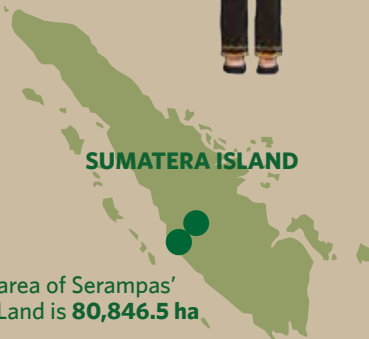 SUMATERA ISLAND
area of Serampas’
Land is 80,846.5 ha